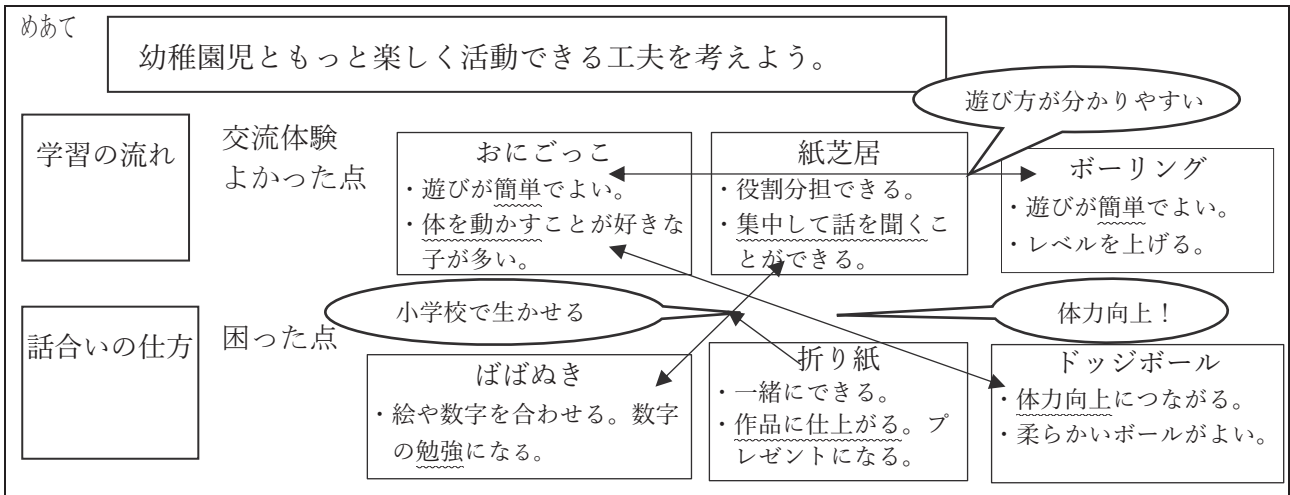 めあて
幼稚園児ともっと楽しく活動できる工夫を考えよう。
遊び方が分かりやすい
学習の流れ
交流体験
よかった点
おにごっこ
・遊びが簡単でよい。
・体を動かすことが好きな
子が多い。
紙芝居
・役割分担できる。
・集中して話を聞くこ
とができる。
ボーリング
・遊びが簡単でよい。
・レベルを上げる。
小学校で生かせる
体力向上！
話合いの仕方
困った点
ばばぬき
・絵や数字を合わせる。数字
の勉強になる。
折り紙
・一緒にできる。
・作品に仕上がる。プ
レゼントになる。
ドッジボール
・体力向上につながる。
・柔らかいボールがよい。